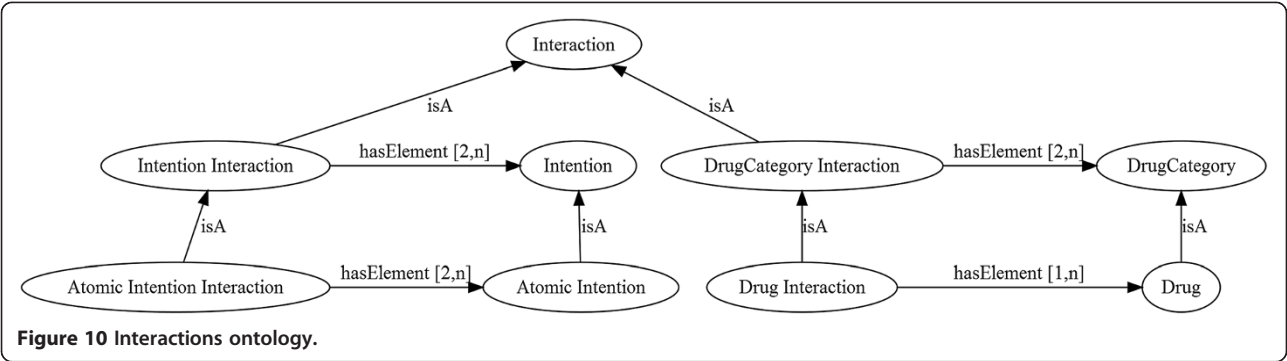 Interaction
isA
isA
Intention Interaction
hasElement [2,n]
Intention
DrugCategory Interaction
hasElement [2,n]
DrugCategory
isA
isA
isA
isA
Atomic Intention Interaction
hasElement [2,n]
Atomic Intention
Drug Interaction
hasElement [1,n]
Drug
Figure 10 Interactions ontology.